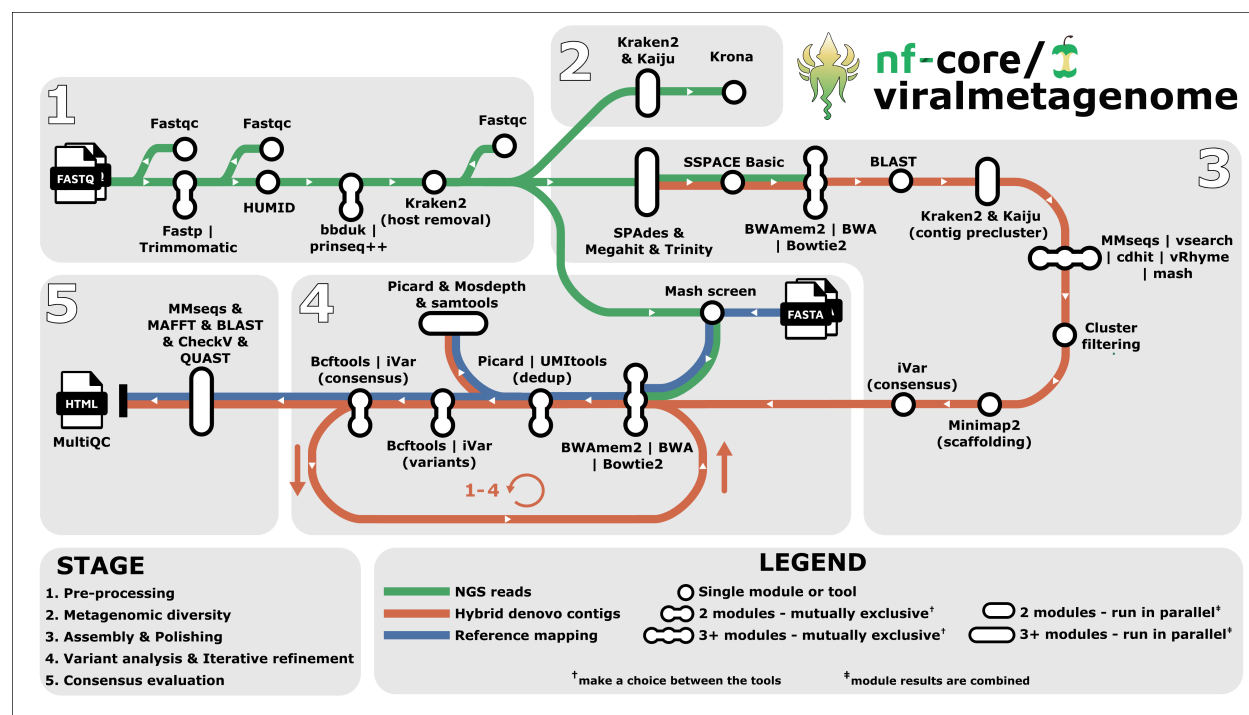 nf-core/
viralmetagenome
1
Fastqc
Fastqc
Fastqc
FASTQ
Fastp |
Trimmomatic
HUMID
bbduk |
prinseq++
Kraken2
(host removal)
2
Kraken2
& Kaiju
Krona
3
SPAdes &
Megahit & Trinity
SSPACE Basic
BWAmem2 | BWA
| Bowtie2
BLAST
Kraken2 & Kaiju
(contig precluster)
MMseqs | vsearch
| cdhit | vRhyme
| mash
Cluster
filtering
Minimap2
(scaffolding)
iVar
(consensus)
4
Picard & Mosdepth
& samtools
Mash screen
FASTA
Bcftools | iVar
(consensus)
Picard | UMItools
(dedup)
Bcftools | iVar
(variants)
BWAmem2 | BWA
| Bowtie2
1-4
5
MMseqs &
MAFFT & BLAST
& CheckV &
QUAST
HTML
MultiQC
STAGE
1. Pre-processing
2. Metagenomic diversity
3. Assembly & Polishing
4. Variant analysis & Iterative refinement
5. Consensus evaluation
LEGEND
NGS reads
Hybrid denovo contigs
Reference mapping
Single module or tool
2 modules - mutually exclusive†
3+ modules - mutually exclusive†
2 modules - run in parallel‡
3+ modules - run in parallel‡
†make a choice between the tools
‡module results are combined